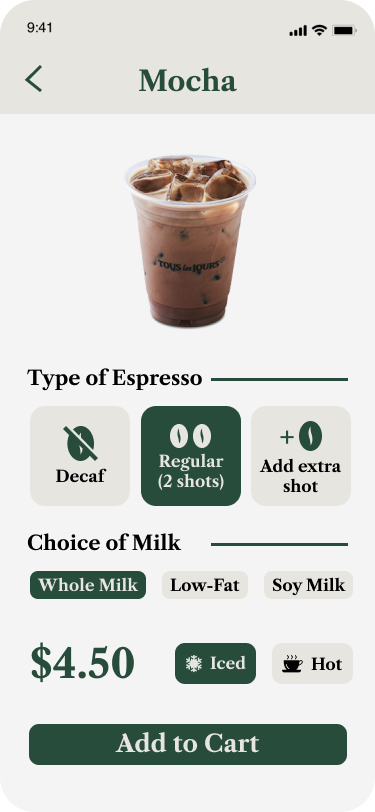 9:41
Mocha
TOUS les JOURS
Type of Espresso
Decaf
Regular
(2 shots)
+
Add extra
shot
Choice of Milk
Whole Milk
Low-Fat
Soy Milk
$4.50
Iced
Hot
Add to Cart